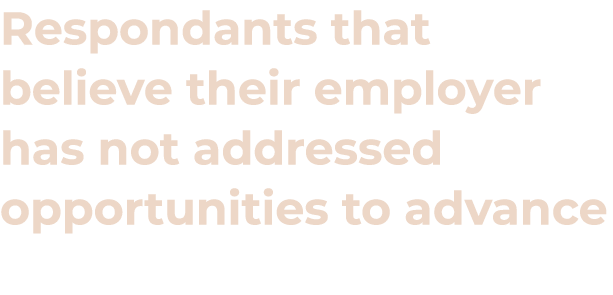 Respondants that
believe their employer
has not addressed
opportunities to advance